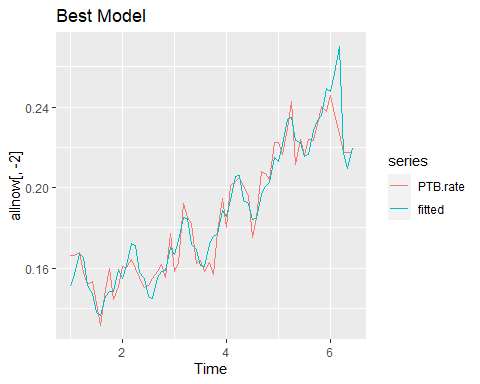 Best Model
allnow[, -2]
0.24
0.20
0.16
2
4
6
Time
series
PTB.rate
fitted